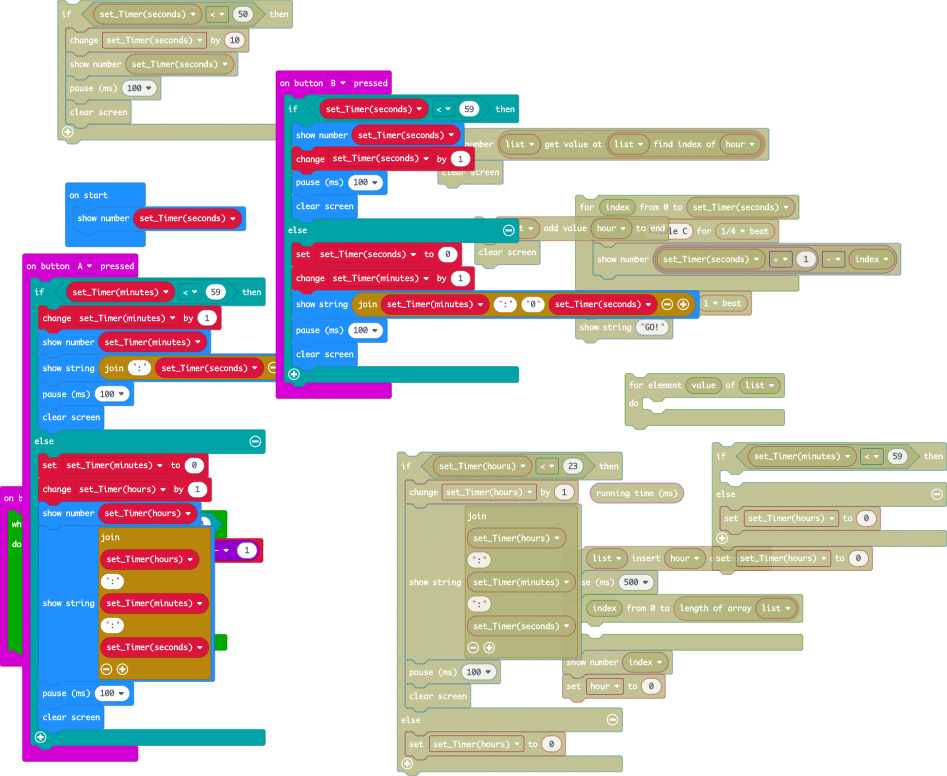 if set_Timer(seconds) < 50 then
change set_Timer(seconds) by 10
show number set_Timer(seconds)
pause (ms) 100
clear screen
on start
show number set_Timer(seconds)
on button B pressed
if set_Timer(seconds) < 59 then
show number set_Timer(seconds)
change set_Timer(seconds) by 1
pause (ms) 100
clear screen
else
set set_Timer(seconds) to 0
change set_Timer(minutes) by 1
show string join set_Timer(minutes) ":" "0" set_Timer(seconds)
pause (ms) 100
clear screen
list get value at list find index of hour
clear screen
add value hour to end
clear screen
for index from 0 to set_Timer(seconds)
C for 1/4 beat
show number set_Timer(seconds) + 1 - index
1 beat
show string "GO!"
for element value of list
do
on button A pressed
if set_Timer(minutes) < 59 then
change set_Timer(minutes) by 1
show number set_Timer(minutes)
show string join ":" set_Timer(seconds)
pause (ms) 100
clear screen
else
set set_Timer(minutes) to 0
change set_Timer(hours) by 1
show number set_Timer(hours)
show string join
set_Timer(hours)
":"
set_Timer(minutes)
":"
set_Timer(seconds)
pause (ms) 100
clear screen
on
do
- 1
if set_Timer(hours) < 23 then
change set_Timer(hours) by 1
show string join
set_Timer(hours)
":"
set_Timer(minutes)
":"
set_Timer(seconds)
pause (ms) 100
clear screen
else
set set_Timer(hours) to 0
running time (ms)
if set_Timer(minutes) < 59 then
else
set set_Timer(hours) to 0
set set_Timer(hours) to 0
list insert hour
(ms) 500
index from 0 to length of array list
show number index
set hour to 0